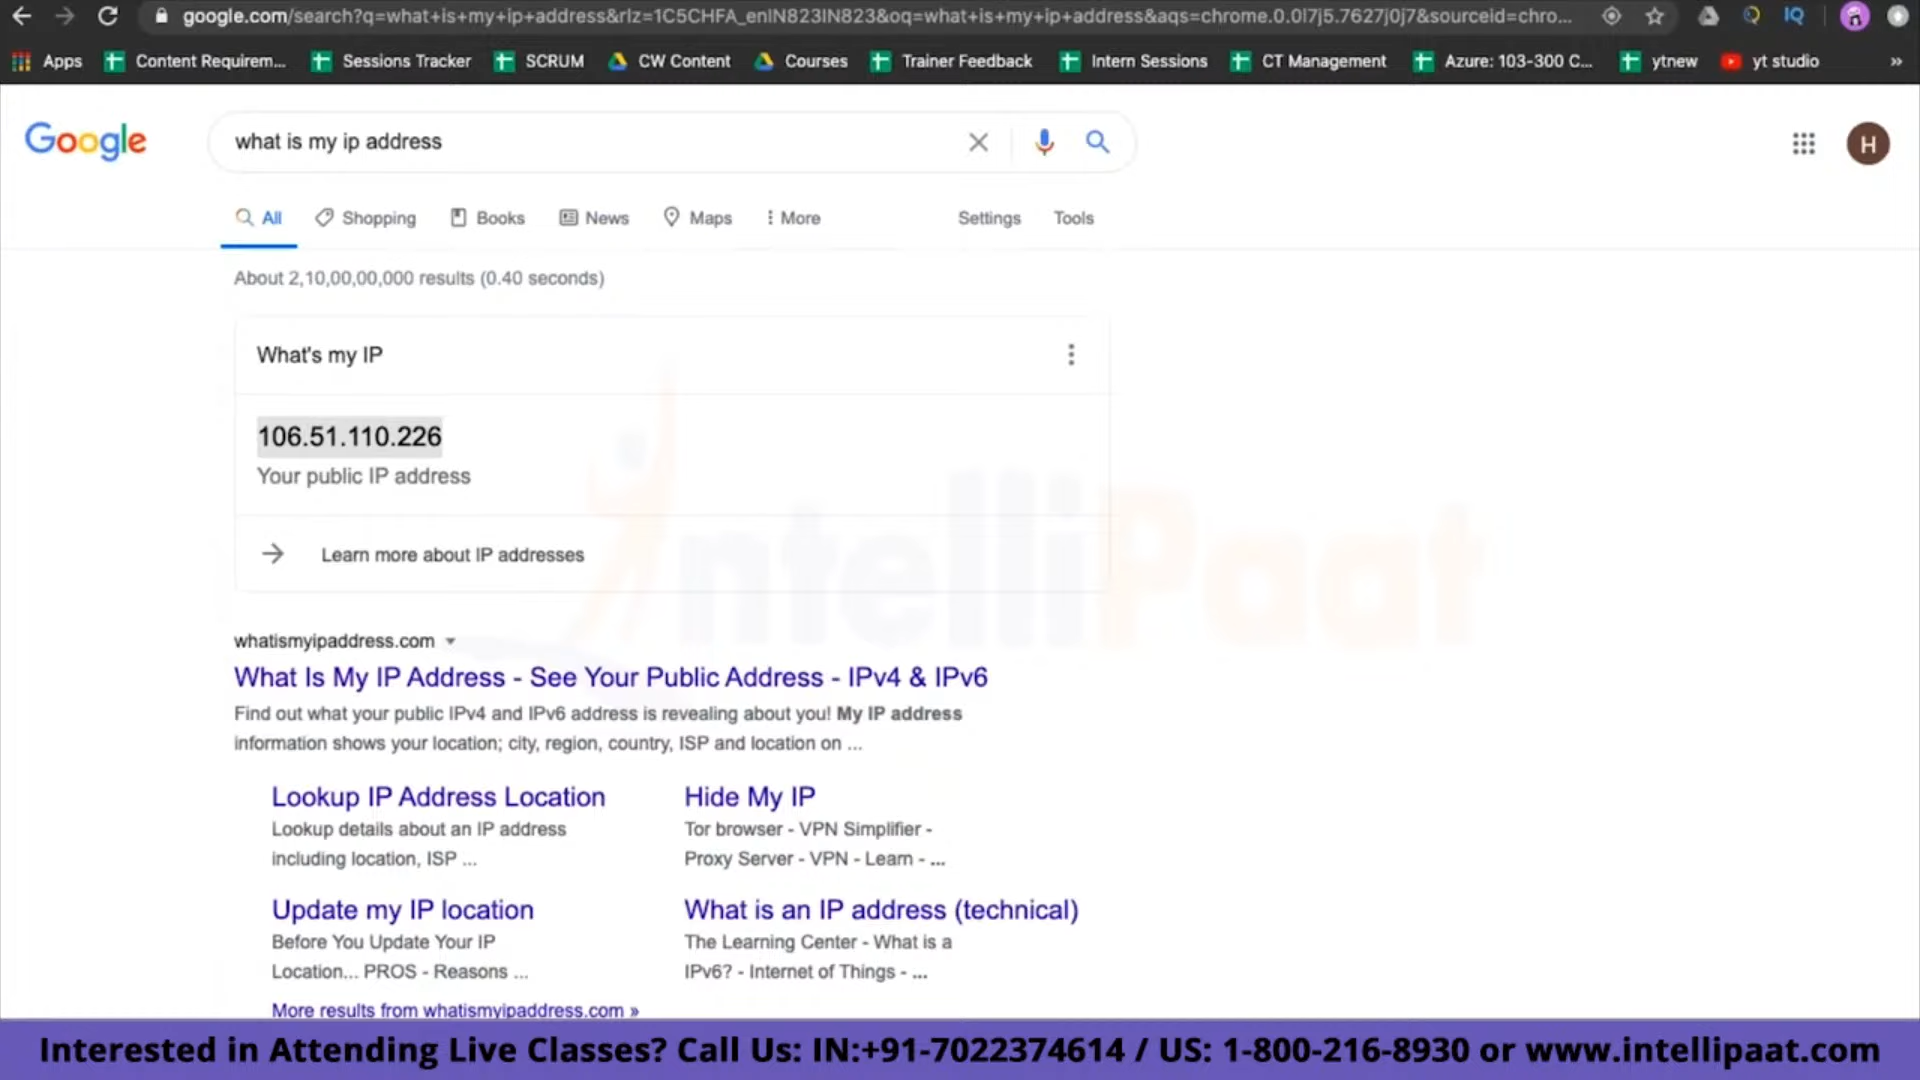 google.com/search?q=what+is+my+ip+address&rlz=1C5CHFA_enIN823IN823&oq=what+is+my+ip+address&aqs=chrome.0.0l7j5.7627j0j7&sourceid=chro...
Apps Content Requirem... Sessions Tracker SCRUM CW Content Courses Trainer Feedback Intern Sessions CT Management Azure: 103-300 C... ytnew yt studio »
Google what is my ip address H
All Shopping Books News Maps More Settings Tools
About 2,10,00,00,000 results (0.40 seconds)
What's my IP
106.51.110.226
Your public IP address
Learn more about IP addresses
intelliPaat
whatismyipaddress.com
What Is My IP Address - See Your Public Address - IPv4 & IPv6
Find out what your public IPv4 and IPv6 address is revealing about you! My IP address
information shows your location; city, region, country, ISP and location on ...
Lookup IP Address Location
Lookup details about an IP address
including location, ISP ...
Hide My IP
Tor browser - VPN Simplifier -
Proxy Server - VPN - Learn - ...
Update my IP location
Before You Update Your IP
Location... PROS - Reasons ...
What is an IP address (technical)
The Learning Center - What is a
IPv6? - Internet of Things - ...
More results from whatismyipaddress.com »
Interested in Attending Live Classes? Call Us: IN:+91-7022374614 / US: 1-800-216-8930 or www.intellipaat.com